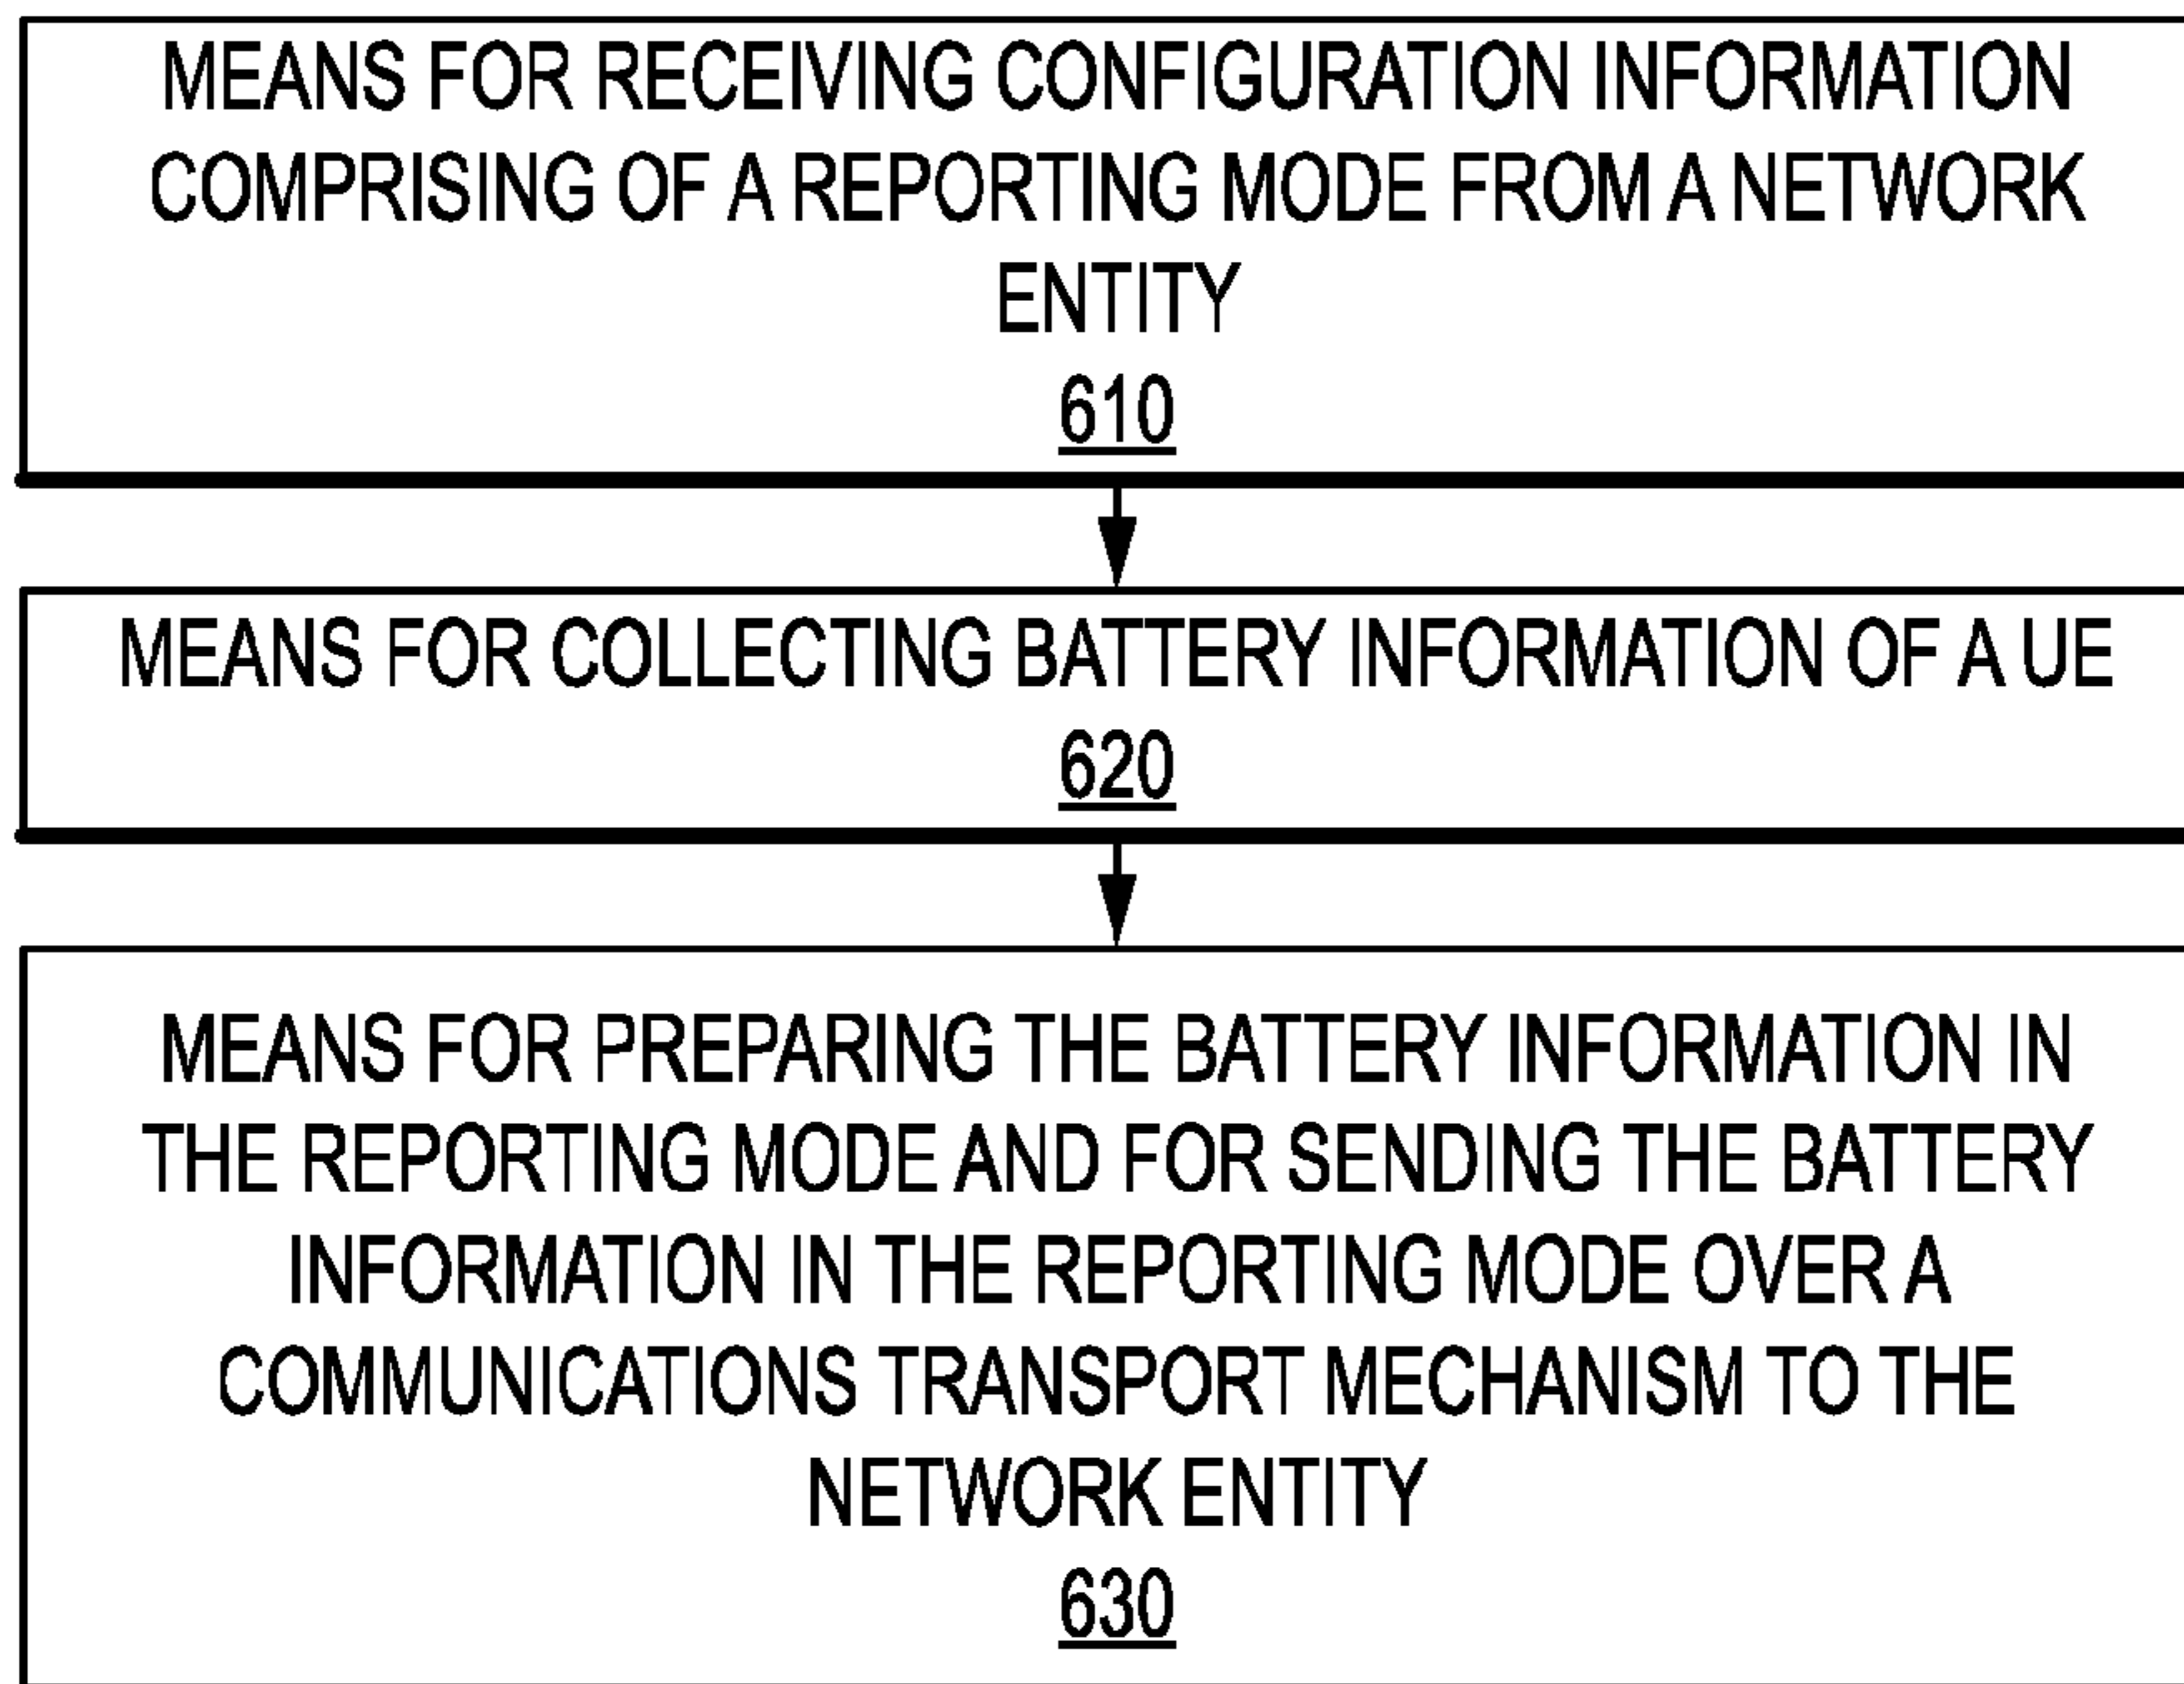 MEANS FOR RECEIVING CONFIGURATION INFORMATION
COMPRISING OF A REPORTING MODE FROM A NETWORK
ENTITY
610
MEANS FOR COLLECTING BATTERY INFORMATION OF A UE
620
MEANS FOR PREPARING THE BATTERY INFORMATION IN
THE REPORTING MODE AND FOR SENDING THE BATTERY
INFORMATION IN THE REPORTING MODE OVER A
COMMUNICATIONS TRANSPORT MECHANISM TO THE
NETWORK ENTITY
630